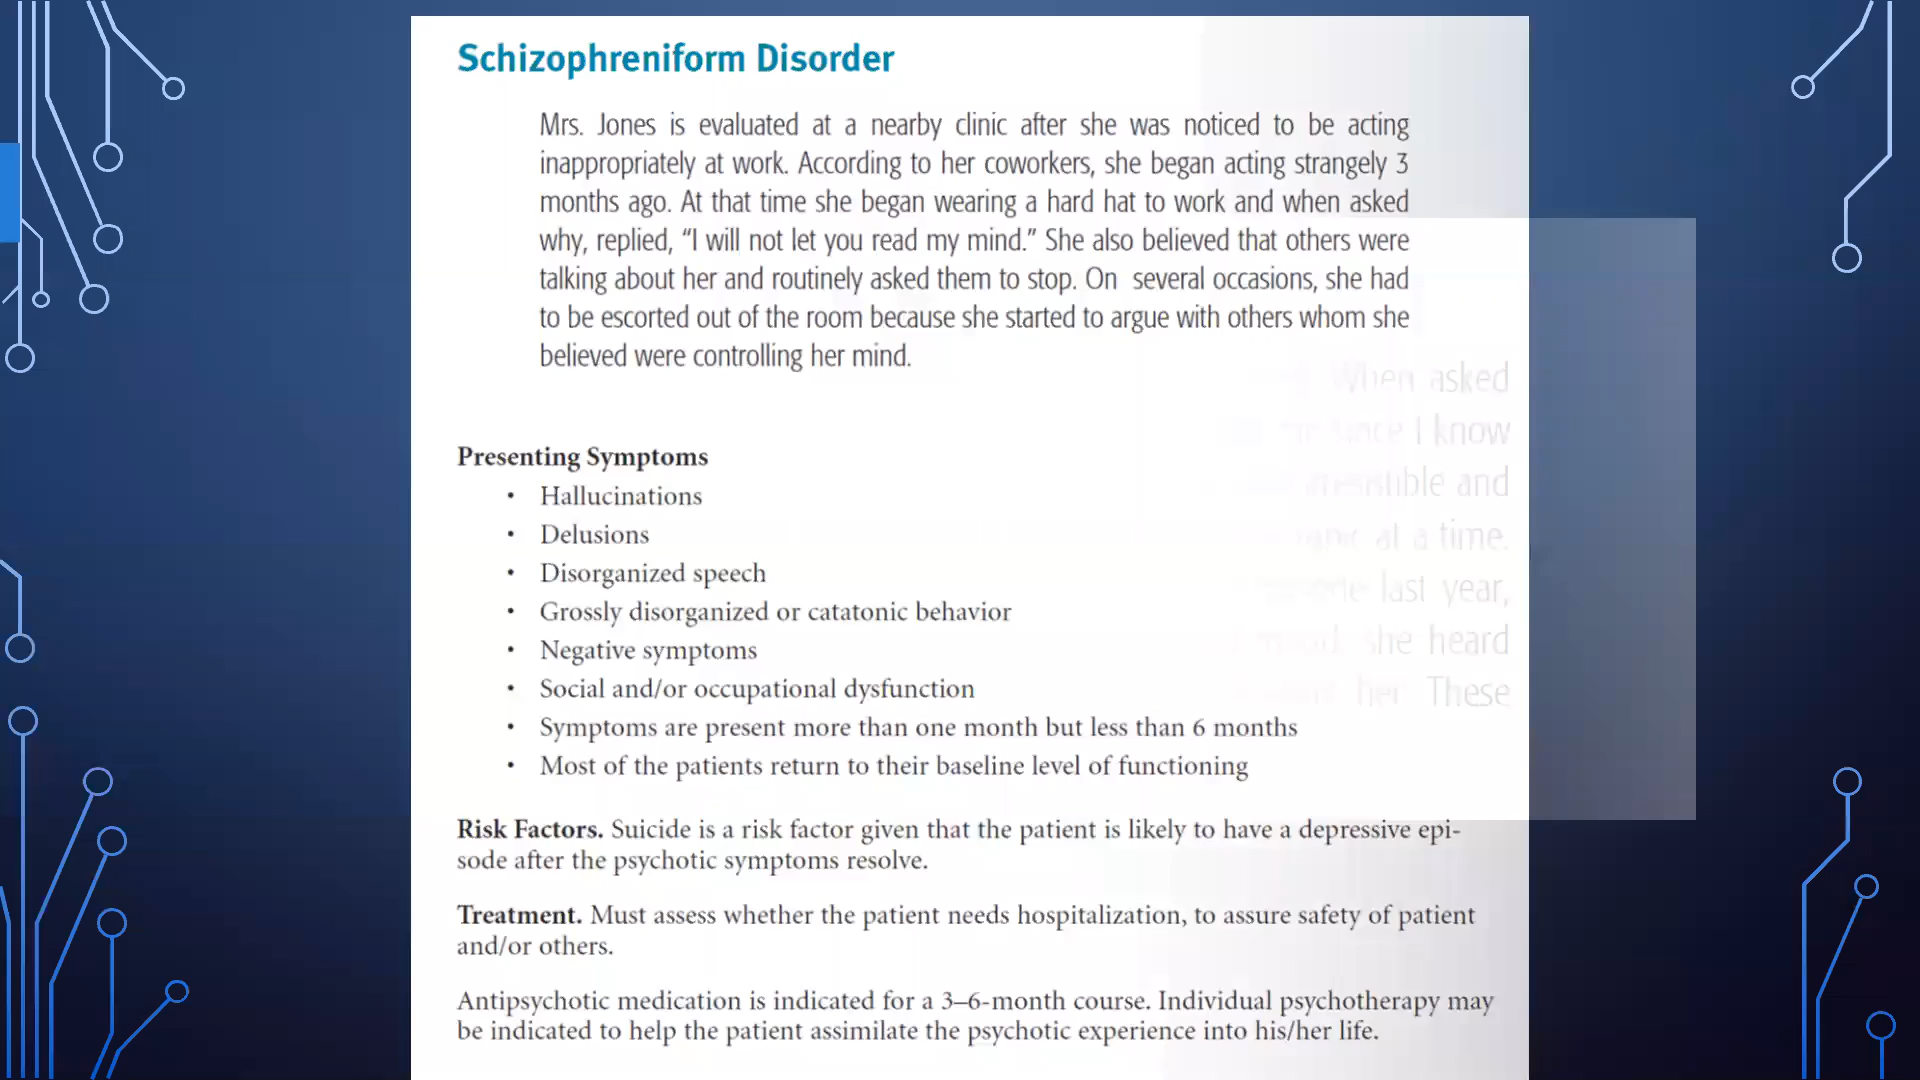 Schizophreniform Disorder
Mrs. Jones is evaluated at a nearby clinic after she was noticed to be acting
inappropriately at work. According to her coworkers, she began acting strangely 3
months ago. At that time she began wearing a hard hat to work and when asked
why, replied, “I will not let you read my mind.” She also believed that others were
talking about her and routinely asked them to stop. On several occasions, she had
to be escorted out of the room because she started to argue with others whom she
believed were controlling her mind.
When asked
I know
and
Presenting Symptoms
• Hallucinations
• Delusions
at a time.
• Disorganized speech
last year,
• Grossly disorganized or catatonic behavior
she heard
• Negative symptoms
her These
• Social and/or occupational dysfunction
• Symptoms are present more than one month but less than 6 months
• Most of the patients return to their baseline level of functioning
Risk Factors. Suicide is a risk factor given that the patient is likely to have a depressive epi-
sode after the psychotic symptoms resolve.
Treatment. Must assess whether the patient needs hospitalization, to assure safety of patient
and/or others.
Antipsychotic medication is indicated for a 3–6-month course. Individual psychotherapy may
be indicated to help the patient assimilate the psychotic experience into his/her life.